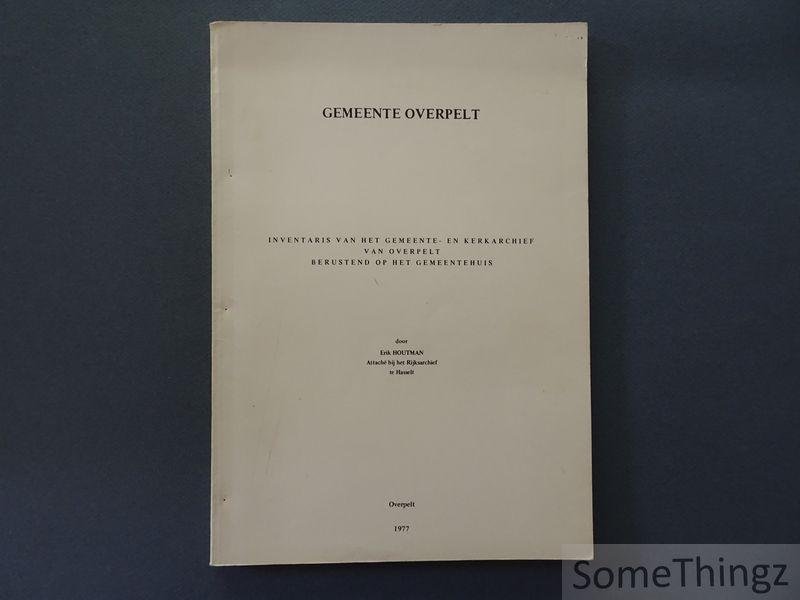 GEMEENTE OVERPELT
INVENTARIS VAN HET GEMEENTE- EN KERKARCHIEF
VAN OVERPELT
BERUSTEND OP HET GEMEENTEHUIS
door
Erik HOUTMAN
Attaché bij het Rijksarchief
te Hasselt
Overpelt
1977
SomeThingz